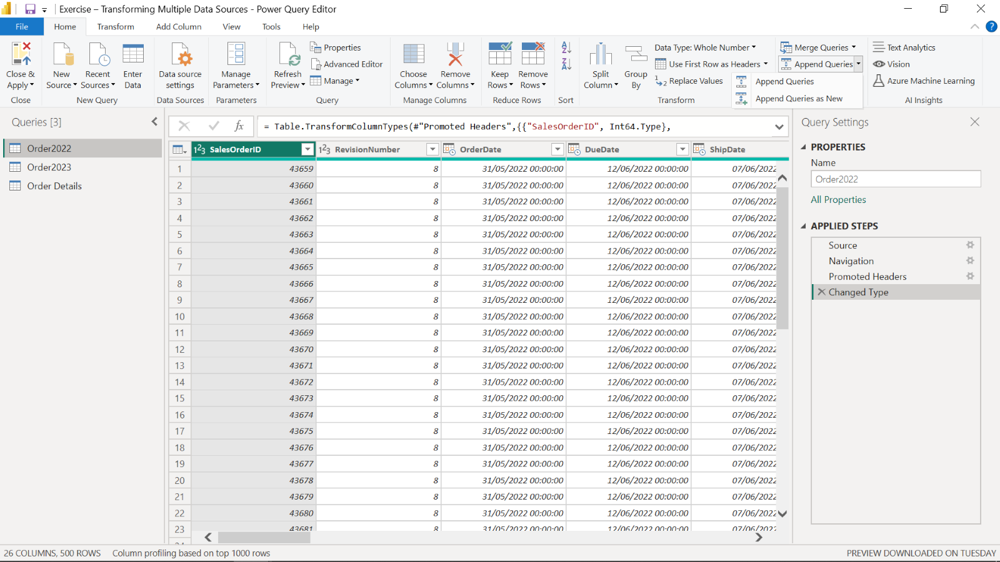 Exercise – Transforming Multiple Data Sources - Power Query Editor
File Home Transform Add Column View Tools Help
Close & Apply
Close
New Source
Recent Sources
Enter Data
New Query
Data source settings
Data Sources
Manage Parameters
Parameters
Refresh Preview
Properties
Advanced Editor
Manage
Query
Choose Columns
Remove Columns
Manage Columns
Keep Rows
Remove Rows
Reduce Rows
Sort
Split Column
Group By
Data Type: Whole Number
Use First Row as Headers
Replace Values
Transform
Merge Queries
Append Queries
Append Queries
Append Queries as New
Text Analytics
Vision
Azure Machine Learning
AI Insights
Queries [3]
Order2022
Order2023
Order Details
fx = Table.TransformColumnTypes(#"Promoted Headers",{{"SalesOrderID", Int64.Type},
SalesOrderID RevisionNumber OrderDate DueDate ShipDate
1 43659 8 31/05/2022 00:00:00 12/06/2022 00:00:00 07/06/2022
2 43660 8 31/05/2022 00:00:00 12/06/2022 00:00:00 07/06/2022
3 43661 8 31/05/2022 00:00:00 12/06/2022 00:00:00 07/06/2022
4 43662 8 31/05/2022 00:00:00 12/06/2022 00:00:00 07/06/2022
5 43663 8 31/05/2022 00:00:00 12/06/2022 00:00:00 07/06/2022
6 43664 8 31/05/2022 00:00:00 12/06/2022 00:00:00 07/06/2022
7 43665 8 31/05/2022 00:00:00 12/06/2022 00:00:00 07/06/2022
8 43666 8 31/05/2022 00:00:00 12/06/2022 00:00:00 07/06/2022
9 43667 8 31/05/2022 00:00:00 12/06/2022 00:00:00 07/06/2022
10 43668 8 31/05/2022 00:00:00 12/06/2022 00:00:00 07/06/2022
11 43669 8 31/05/2022 00:00:00 12/06/2022 00:00:00 07/06/2022
12 43670 8 31/05/2022 00:00:00 12/06/2022 00:00:00 07/06/2022
13 43671 8 31/05/2022 00:00:00 12/06/2022 00:00:00 07/06/2022
14 43672 8 31/05/2022 00:00:00 12/06/2022 00:00:00 07/06/2022
15 43673 8 31/05/2022 00:00:00 12/06/2022 00:00:00 07/06/2022
16 43674 8 31/05/2022 00:00:00 12/06/2022 00:00:00 07/06/2022
17 43675 8 31/05/2022 00:00:00 12/06/2022 00:00:00 07/06/2022
18 43676 8 31/05/2022 00:00:00 12/06/2022 00:00:00 07/06/2022
19 43677 8 31/05/2022 00:00:00 12/06/2022 00:00:00 07/06/2022
20 43678 8 31/05/2022 00:00:00 12/06/2022 00:00:00 07/06/2022
21 43679 8 31/05/2022 00:00:00 12/06/2022 00:00:00 07/06/2022
22 43680 8 31/05/2022 00:00:00 12/06/2022 00:00:00 07/06/2022
23 43681 8 31/05/2022 00:00:00 12/06/2022 00:00:00 07/06/2022
Query Settings
PROPERTIES
Name
Order2022
All Properties
APPLIED STEPS
Source
Navigation
Promoted Headers
Changed Type
26 COLUMNS, 500 ROWS Column profiling based on top 1000 rows
PREVIEW DOWNLOADED ON TUESDAY